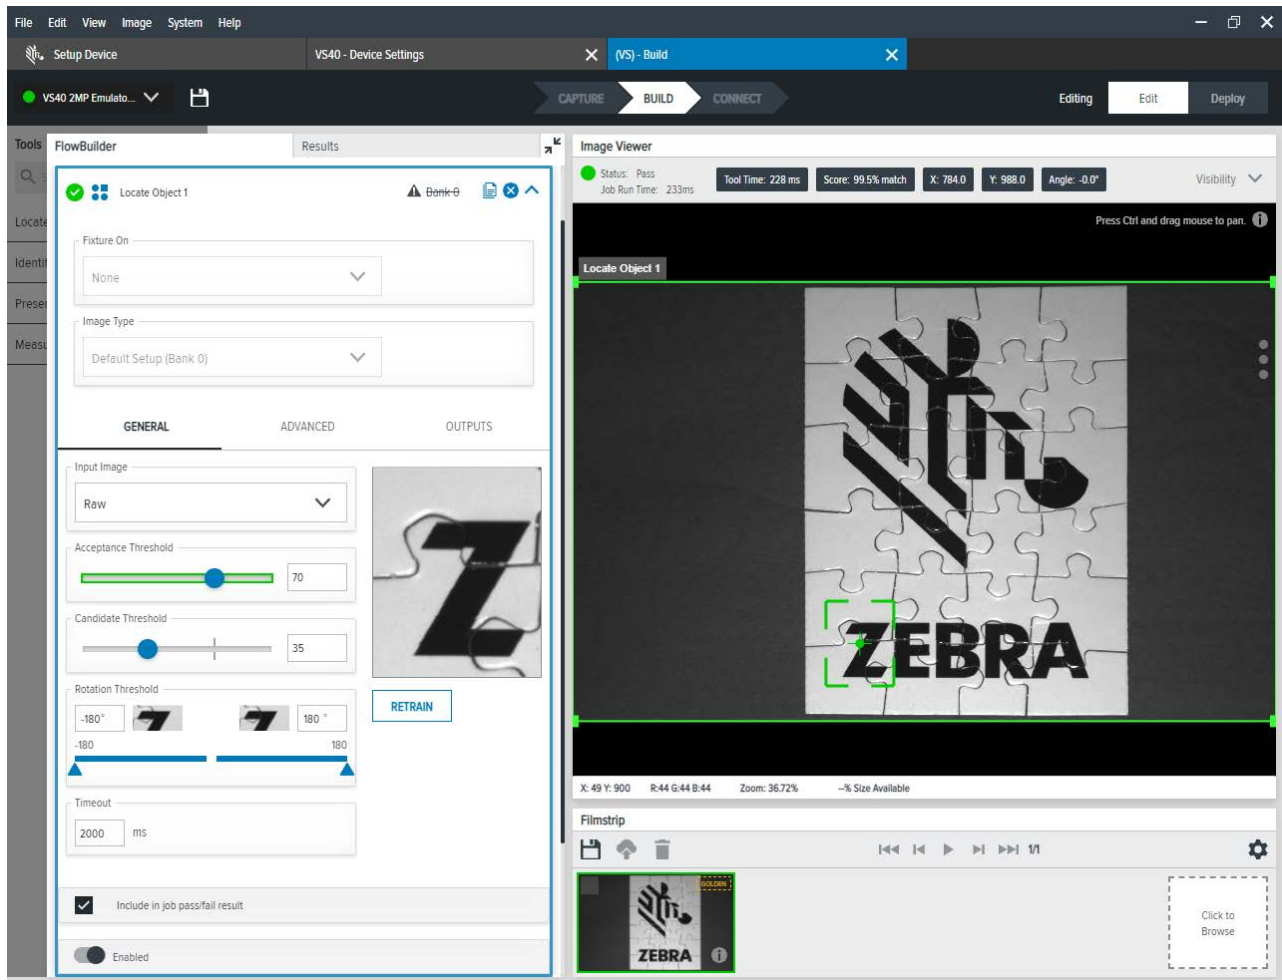 File Edit View Image System Help
Setup Device VS40 - Device Settings (VS) - Build
VS40 2MP Emulato... CAPTURE BUILD CONNECT Editing Edit Deploy
Tools
Locate
Identif
Presen
Measu
FlowBuilder Results
Locate Object 1 Bank 0
Fixture On
None
Image Type
Default Setup (Bank 0)
GENERAL ADVANCED OUTPUTS
Input Image
Raw
Acceptance Threshold
70
Candidate Threshold
35
Rotation Threshold
-180° 180 °
-180 180
RETRAIN
Timeout
2000 ms
Include in job pass/fail result
Enabled
Image Viewer
Status: Pass
Job Run Time: 233ms
Tool Time: 228 ms Score: 99.5% match X: 784.0 Y: 988.0 Angle: -0.0° Visibility
Press Ctrl and drag mouse to pan.
Locate Object 1
ZEBRA
X: 49 Y: 900 R:44 G:44 B:44 Zoom: 36.72% --% Size Available
Filmstrip
1/1
GOLDEN
ZEBRA
Click to
Browse